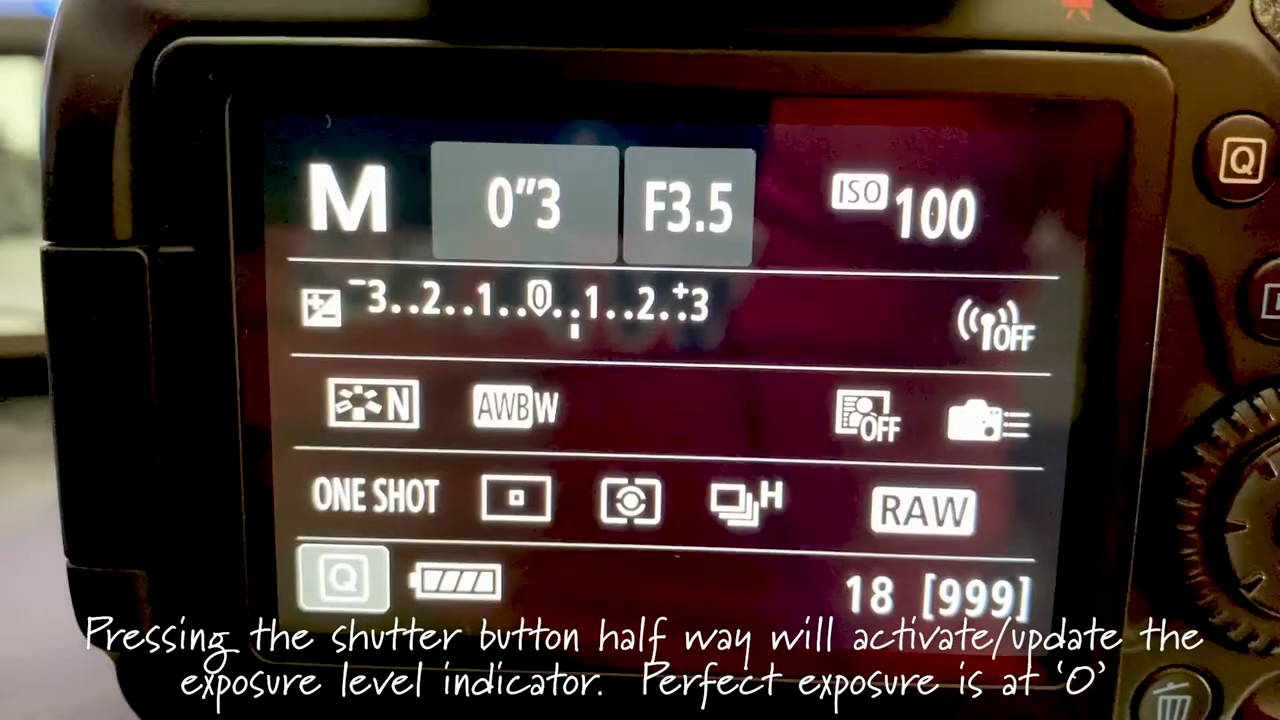 M 0"3 F3.5 ISO 100
-3..2..1..0..1..2..+3 OFF
N AWBW OFF
ONE SHOT H RAW
Q 18 [999]
Q
Pressing the shutter button half way will activate/update the
exposure level indicator. Perfect exposure is at ‘0’